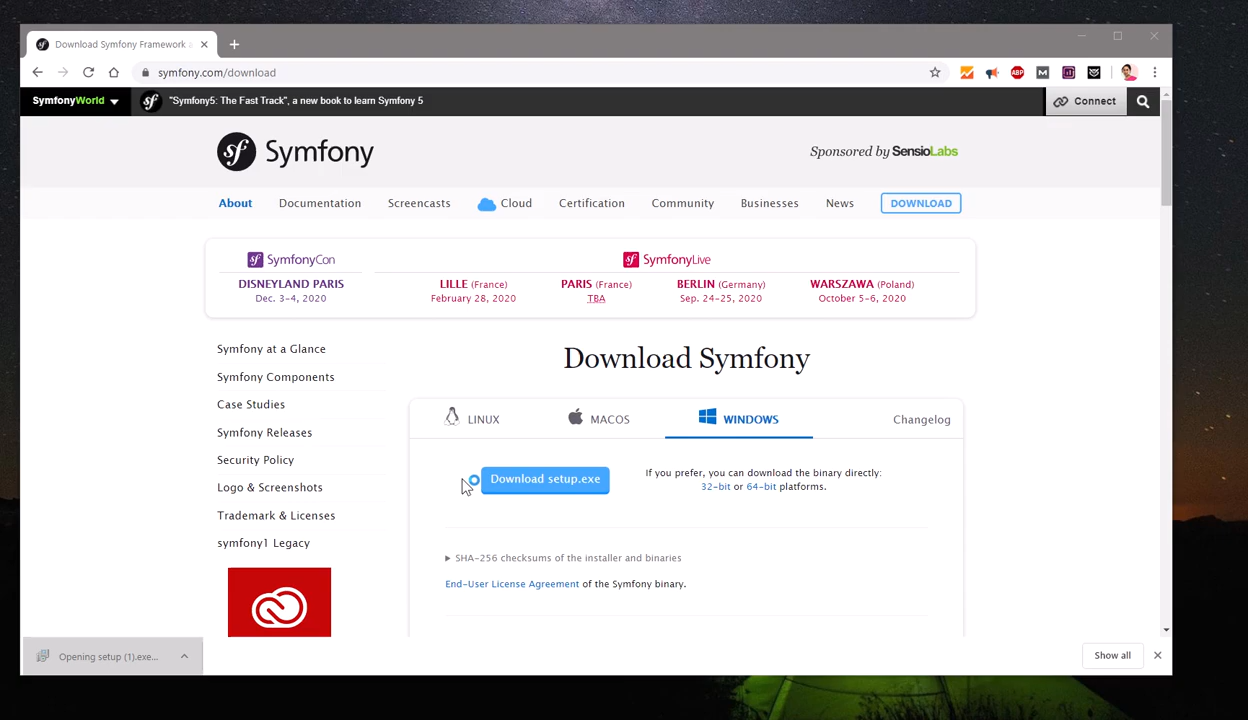 Download Symfony Framework a
symfony.com/download
SymfonyWorld
sf
"Symfony5: The Fast Track", a new book to learn Symfony 5
Connect
sf Symfony
Sponsored by SensioLabs
About
Documentation
Screencasts
Cloud
Certification
Community
Businesses
News
DOWNLOAD
sf SymfonyCon
DISNEYLAND PARIS
Dec. 3-4, 2020
sf SymfonyLive
LILLE (France)
February 28, 2020
PARIS (France)
TBA
BERLIN (Germany)
Sep. 24-25, 2020
WARSZAWA (Poland)
October 5-6, 2020
Symfony at a Glance
Symfony Components
Case Studies
Symfony Releases
Security Policy
Logo & Screenshots
Trademark & Licenses
symfony1 Legacy
Download Symfony
LINUX
MACOS
WINDOWS
Changelog
Download setup.exe
If you prefer, you can download the binary directly:
32-bit or 64-bit platforms.
SHA-256 checksums of the installer and binaries
End-User License Agreement of the Symfony binary.
Opening setup (1).exe...
Show all